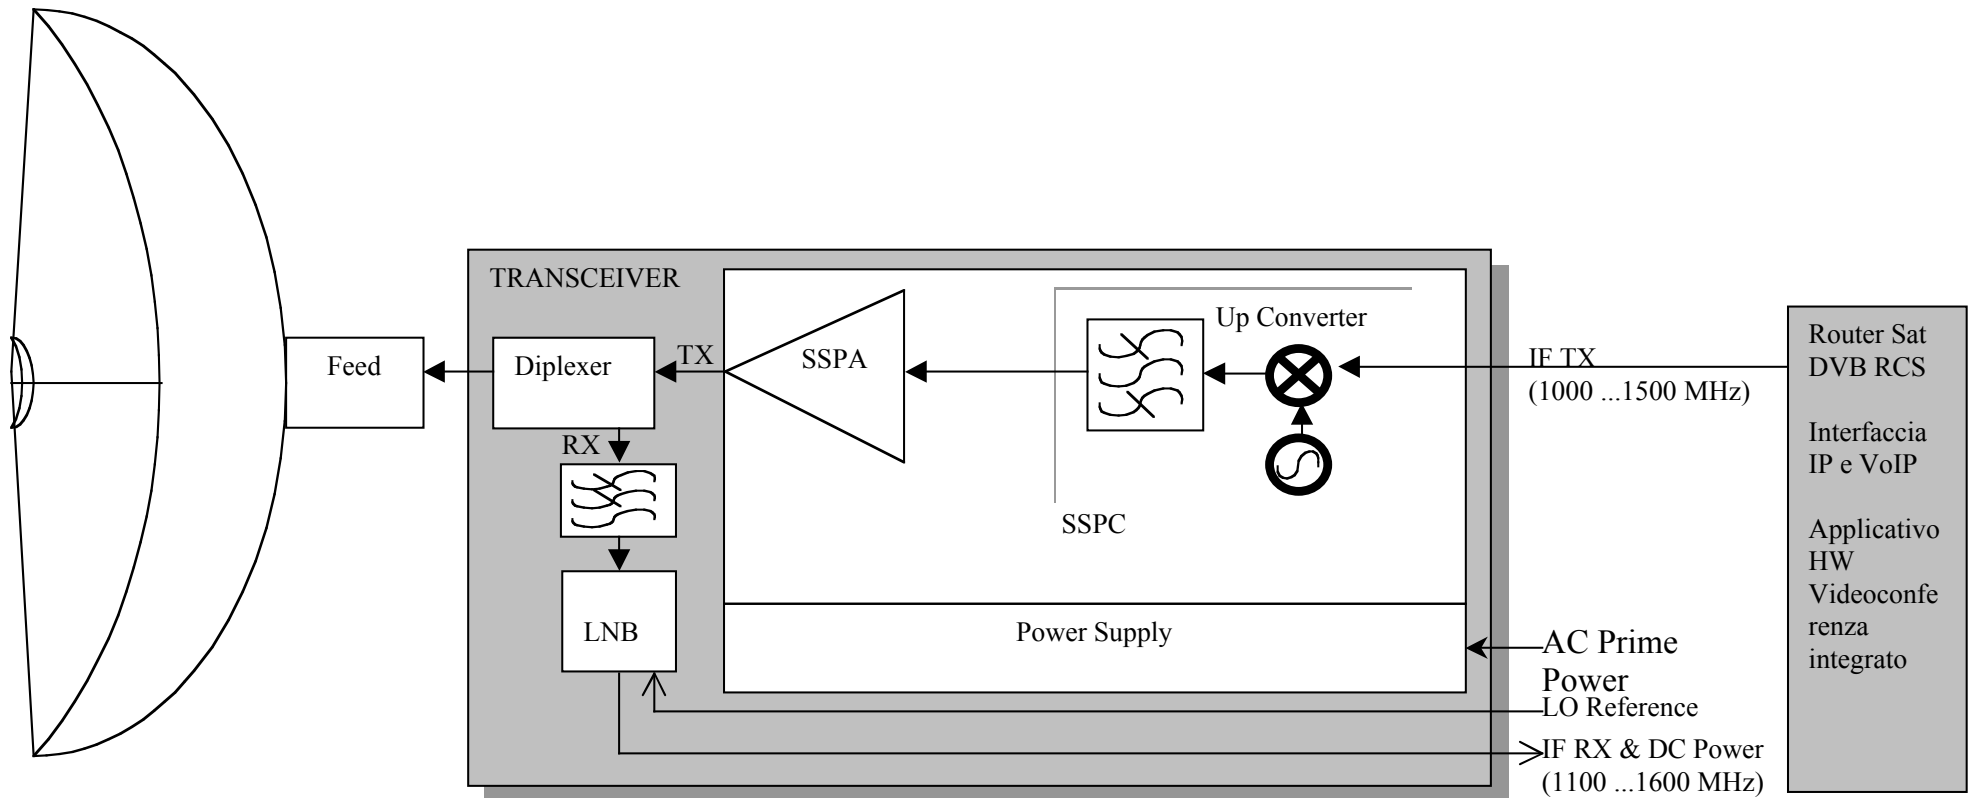 TRANSCEIVER
Up Converter
SSPA
TX
Feed
Diplexer
RX
SSPC
LNB
Power Supply
IF TX
(1000 ...1500 MHz)
AC Prime
Power
LO Reference
IF RX & DC Power
(1100 ...1600 MHz)
Router Sat
DVB RCS
Interfaccia
IP e VoIP
Applicativo
HW
Videoconfe
renza
integrato